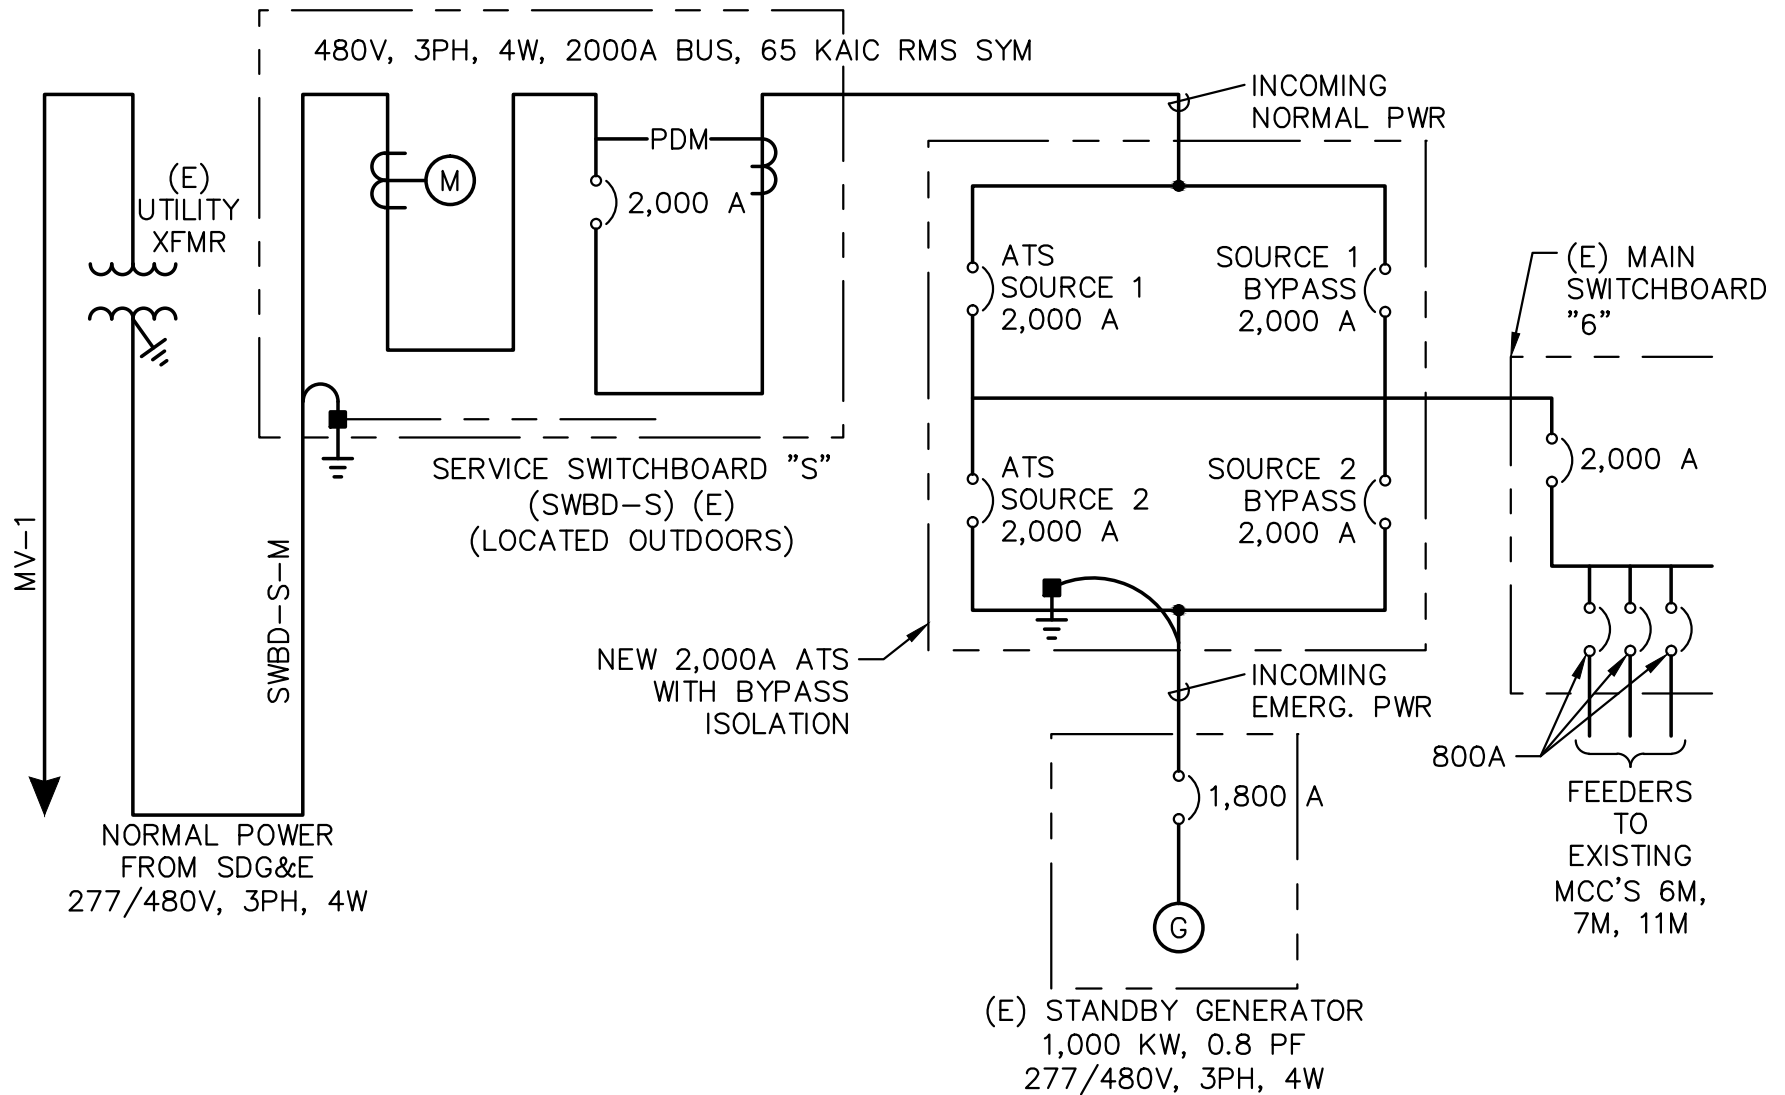 480V, 3PH, 4W, 2000A BUS, 65 KAIC RMS SYM
INCOMING
NORMAL PWR
PDM
(E)
UTILITY
XFMR
M
2,000 A
ATS
SOURCE 1
2,000 A
SOURCE 1
BYPASS
2,000 A
(E) MAIN
SWITCHBOARD
"6"
SERVICE SWITCHBOARD "S"
(SWBD-S) (E)
(LOCATED OUTDOORS)
ATS
SOURCE 2
2,000 A
SOURCE 2
BYPASS
2,000 A
2,000 A
MV-1
SWBD-S-M
NEW 2,000A ATS
WITH BYPASS
ISOLATION
INCOMING
EMERG. PWR
800A
1,800 A
FEEDERS
TO
EXISTING
MCC'S 6M,
7M, 11M
NORMAL POWER
FROM SDG&E
277/480V, 3PH, 4W
G
(E) STANDBY GENERATOR
1,000 KW, 0.8 PF
277/480V, 3PH, 4W